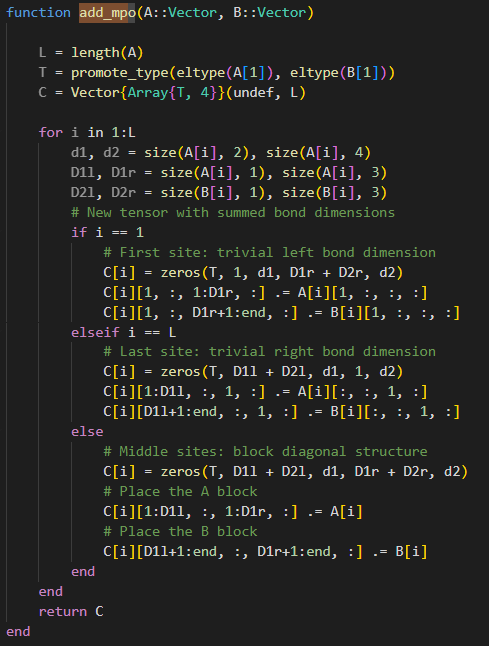 function add_mpo(A::Vector, B::Vector)

    L = length(A)
    T = promote_type(eltype(A[1]), eltype(B[1]))
    C = Vector{Array{T, 4}}(undef, L)

    for i in 1:L
        d1, d2 = size(A[i], 2), size(A[i], 4)
        D1l, D1r = size(A[i], 1), size(A[i], 3)
        D2l, D2r = size(B[i], 1), size(B[i], 3)
        # New tensor with summed bond dimensions
        if i == 1
            # First site: trivial left bond dimension
            C[i] = zeros(T, 1, d1, D1r + D2r, d2)
            C[i][1, :, 1:D1r, :] .= A[i][1, :, :, :]
            C[i][1, :, D1r+1:end, :] .= B[i][1, :, :, :]
        elseif i == L
            # Last site: trivial right bond dimension
            C[i] = zeros(T, D1l + D2l, d1, 1, d2)
            C[i][1:D1l, :, 1, :] .= A[i][:, :, 1, :]
            C[i][D1l+1:end, :, 1, :] .= B[i][:, :, 1, :]
        else
            # Middle sites: block diagonal structure
            C[i] = zeros(T, D1l + D2l, d1, D1r + D2r, d2)
            # Place the A block
            C[i][1:D1l, :, 1:D1r, :] .= A[i]
            # Place the B block
            C[i][D1l+1:end, :, D1r+1:end, :] .= B[i]
        end
    end
    return C
end